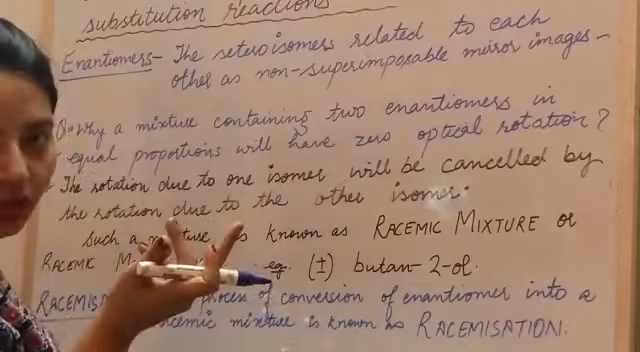 substitution reactions
Enantiomers- The stereoisomers related to each
other as non-superimposable mirror images-
Q- Why a mixture containing two enantiomers in
equal proportions will have zero optical rotation?
- The rotation due to one isomer will be cancelled by
the rotation due to the other isomer.
Such a is known as RACEMIC MIXTURE or
RACEMIC M eg. (±) butan-2-ol.
RACEMIS process of conversion of enantiomer into a
racemic mixture is known as RACEMISATION.